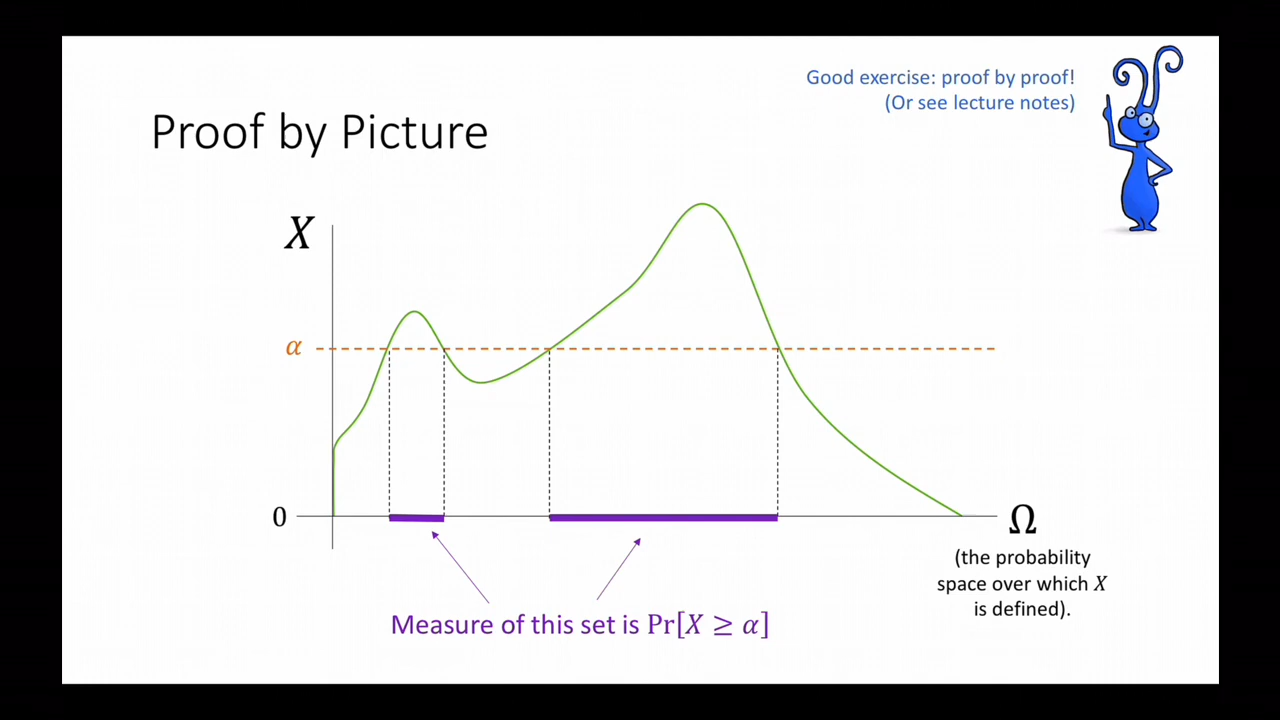 Good exercise: proof by proof!
(Or see lecture notes)
Proof by Picture
X
α
0
Ω
(the probability
space over which X
is defined).
Measure of this set is Pr[X ≥ α]